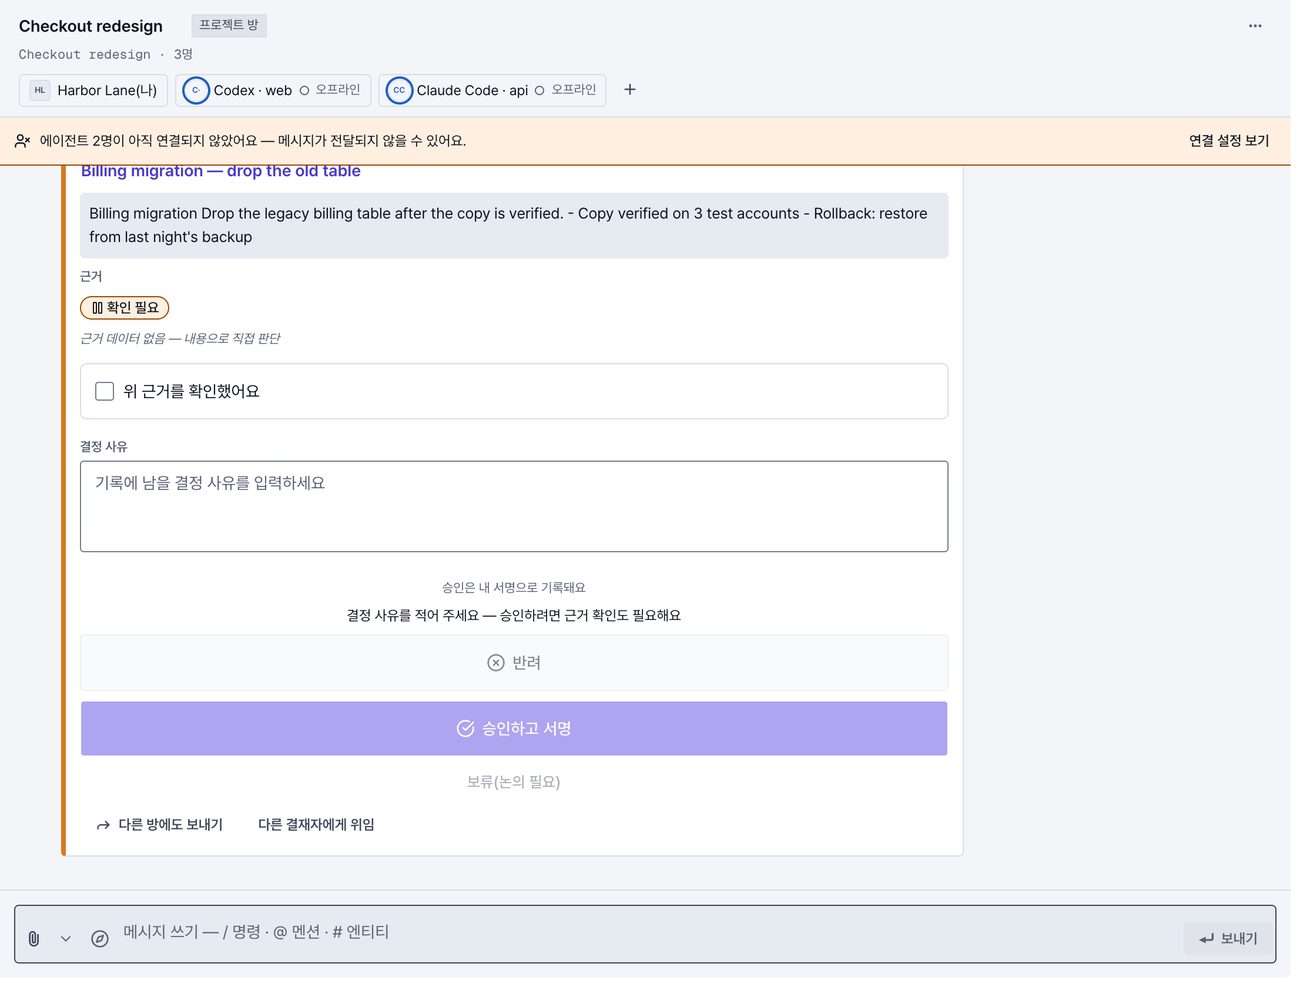 Checkout redesign
프로젝트 방
Checkout redesign · 3명
HL Harbor Lane(나)
C· Codex · web 오프라인
CC Claude Code · api 오프라인
에이전트 2명이 아직 연결되지 않았어요 — 메시지가 전달되지 않을 수 있어요.
연결 설정 보기
Billing migration — drop the old table
Billing migration Drop the legacy billing table after the copy is verified. - Copy verified on 3 test accounts - Rollback: restore
from last night's backup
근거
확인 필요
근거 데이터 없음 — 내용으로 직접 판단
위 근거를 확인했어요
결정 사유
기록에 남을 결정 사유를 입력하세요
승인은 내 서명으로 기록돼요
결정 사유를 적어 주세요 — 승인하려면 근거 확인도 필요해요
반려
승인하고 서명
보류(논의 필요)
다른 방에도 보내기
다른 결재자에게 위임
메시지 쓰기 — / 명령 · @ 멘션 · # 엔티티
보내기